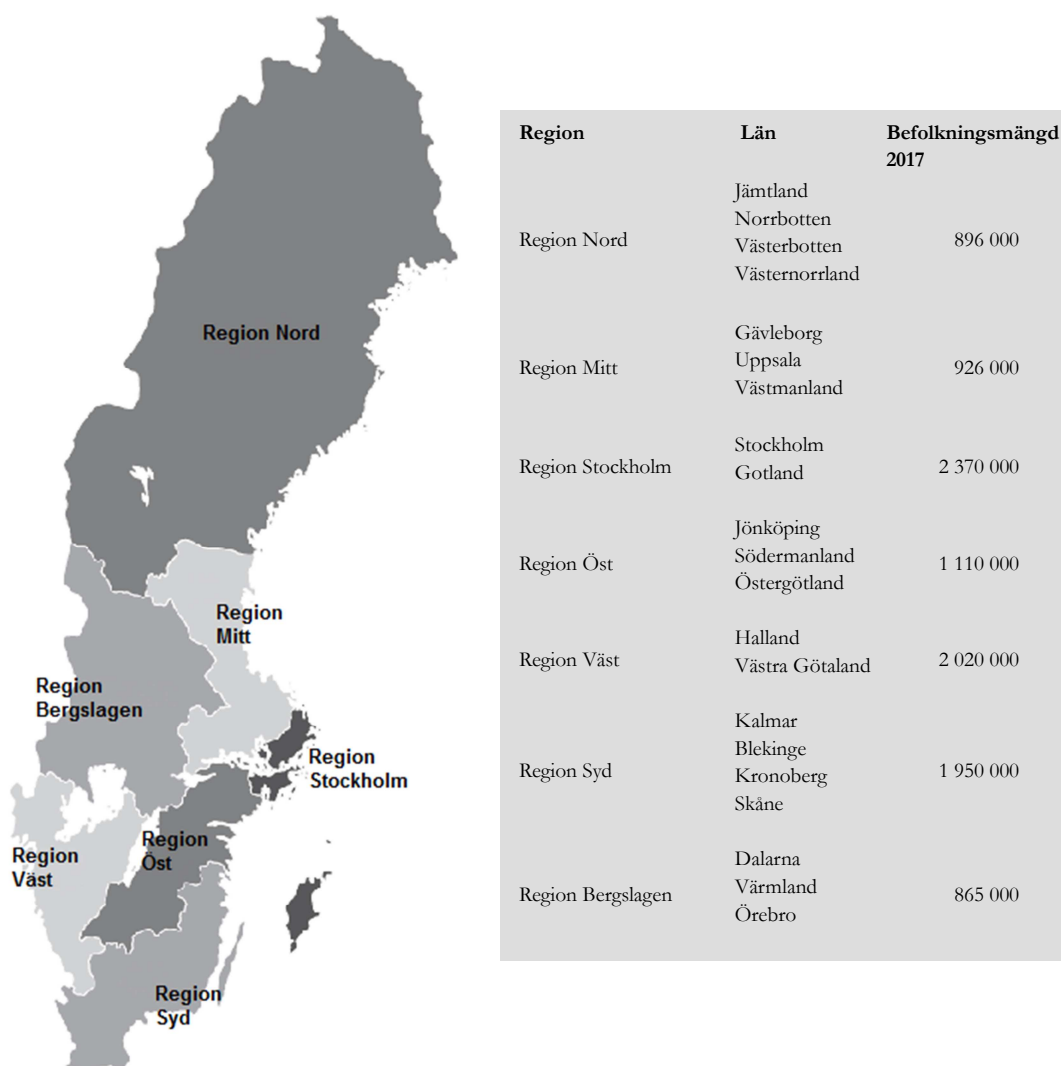 Region Nord
Region
Mitt
Region
Bergslagen
Region
Stockholm
Region
Väst
Region
Öst
Region
Syd
Region Län Befolkningsmängd
2017
Jämtland
Norrbotten
Region Nord Västerbotten 896 000
Västernorrland
Gävleborg
Uppsala
Region Mitt 926 000
Västmanland
Stockholm
Region Stockholm Gotland 2 370 000
Jönköping
Region Öst Södermanland 1 110 000
Östergötland
Halland
Region Väst Västra Götaland 2 020 000
Kalmar
Blekinge
Region Syd Kronoberg 1 950 000
Skåne
Dalarna
Region Bergslagen Värmland 865 000
Örebro